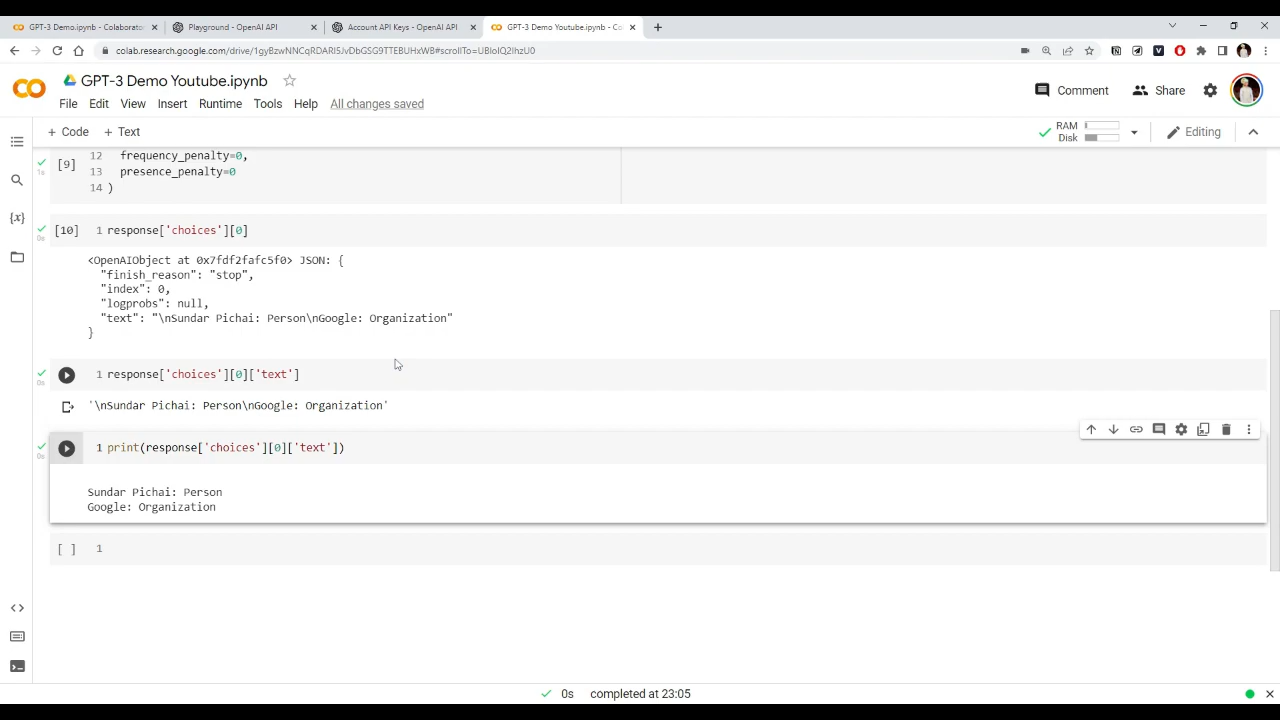 GPT-3 Demo.ipynb - Colaborato
Playground - OpenAI API
Account API Keys - OpenAI API
GPT-3 Demo Youtube.ipynb - Co
colab.research.google.com/drive/1gyBzwNNCqRDARI5JvDbGSG9TTEBUHxWB#scrollTo=UBIoIQ2IhzU0
GPT-3 Demo Youtube.ipynb
Comment
Share
File Edit View Insert Runtime Tools Help All changes saved
+ Code + Text
RAM
Disk
Editing
[9]
1s
12 frequency_penalty=0,
13 presence_penalty=0
14 )
[10] 1 response['choices'][0]
0s
<OpenAIObject at 0x7fdf2fafc5f0> JSON: {
"finish_reason": "stop",
"index": 0,
"logprobs": null,
"text": "\nSundar Pichai: Person\nGoogle: Organization"
}
1 response['choices'][0]['text']
0s
'\nSundar Pichai: Person\nGoogle: Organization'
1 print(response['choices'][0]['text'])
0s
Sundar Pichai: Person
Google: Organization
[ ] 1
0s completed at 23:05